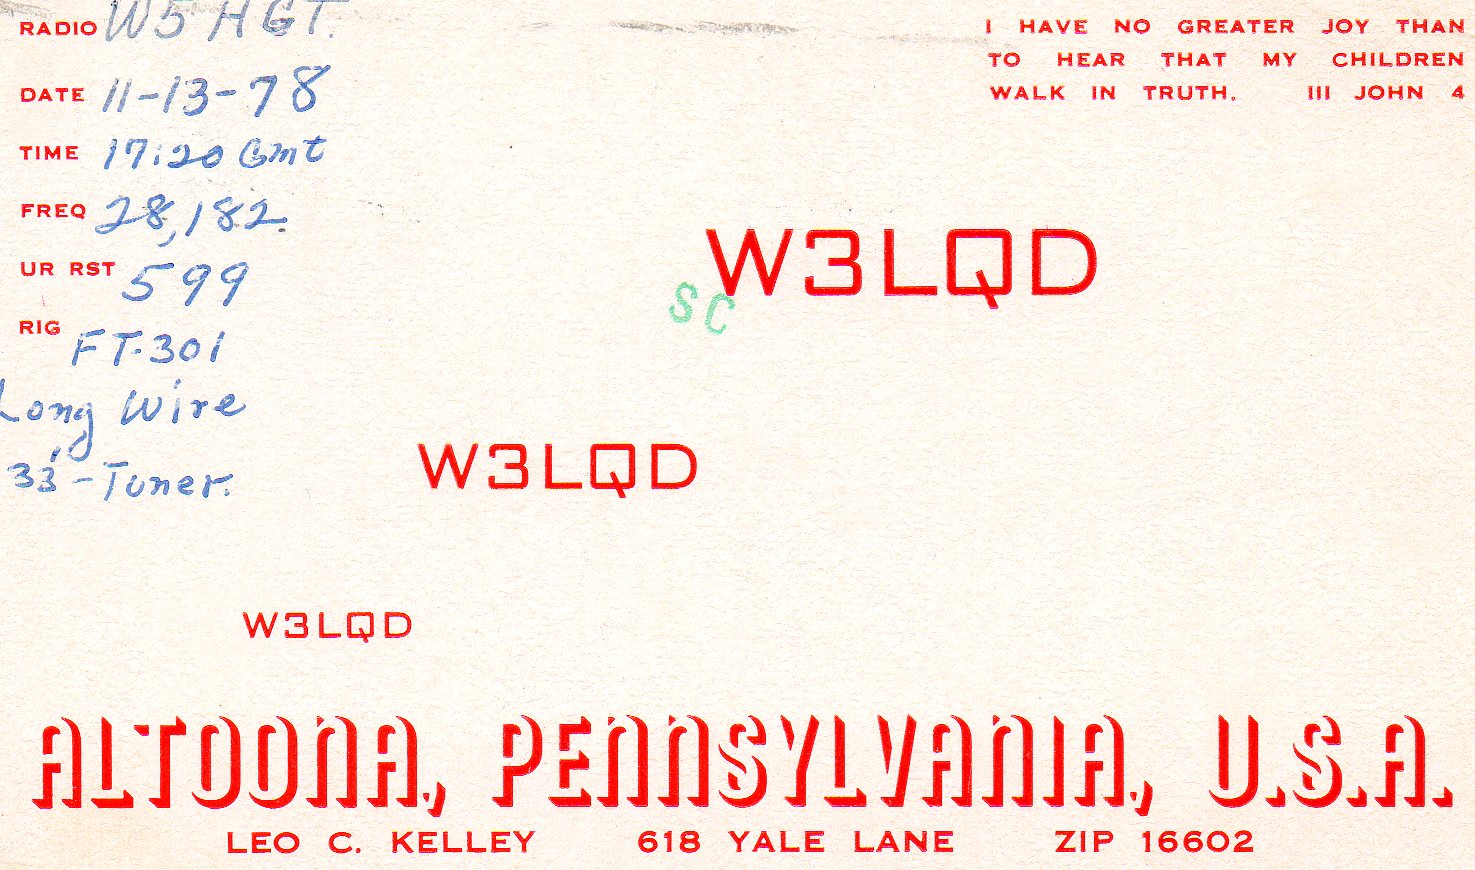 RADIO W5HGT.
DATE 11-13-78
TIME 17:20 Gmt
FREQ 28,182.
UR RST 599
RIG FT-301
Long Wire
33'-Tuner.
I HAVE NO GREATER JOY THAN
TO HEAR THAT MY CHILDREN
WALK IN TRUTH. III JOHN 4
W3LQD
SC
W3LQD
W3LQD
ALTOONA, PENNSYLVANIA, U.S.A.
LEO C. KELLEY 618 YALE LANE ZIP 16602